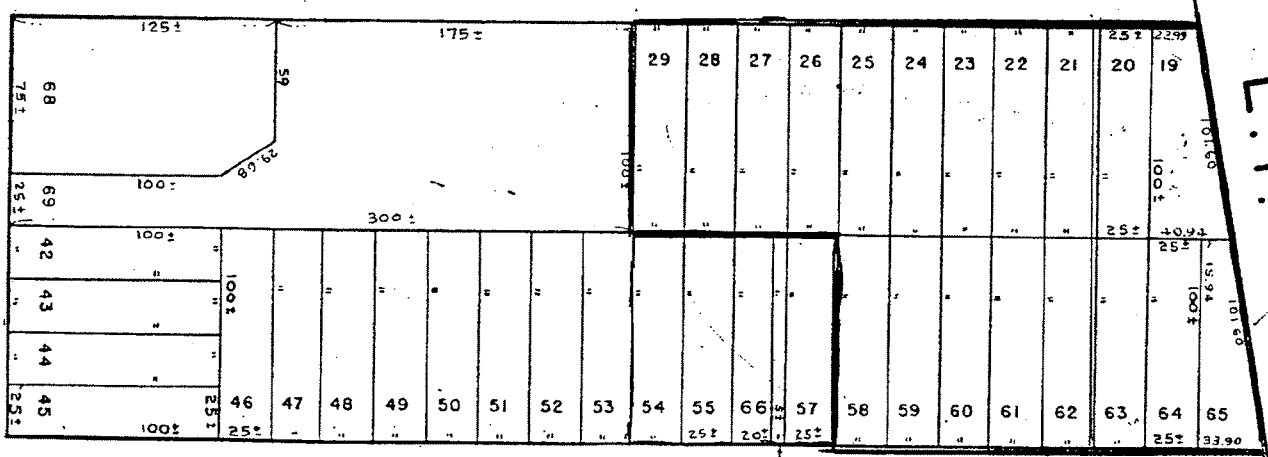 125± 175± " " " " " " " " " 25± 22.95
29 28 27 26 25 24 23 22 21 20 19
68 75± 59 29.68 100±
" " " " " " " " " " 100± 101.60
69 25± 100± 300±
" " " " " " " " " 25± 40.94
L.I.
42 100± 25± 15.94
" " "
100± " " " " " " " " " " " " " " " " " " 100± 101.60
43 " " "
44 " " "
45 25± 25± 100±
46 47 48 49 50 51 52 53 54 55 66 5± 57 58 59 60 61 62 63 64 65
25± " " " " " " " " 25± 20± " 25± " " " " " " 25± 33.90